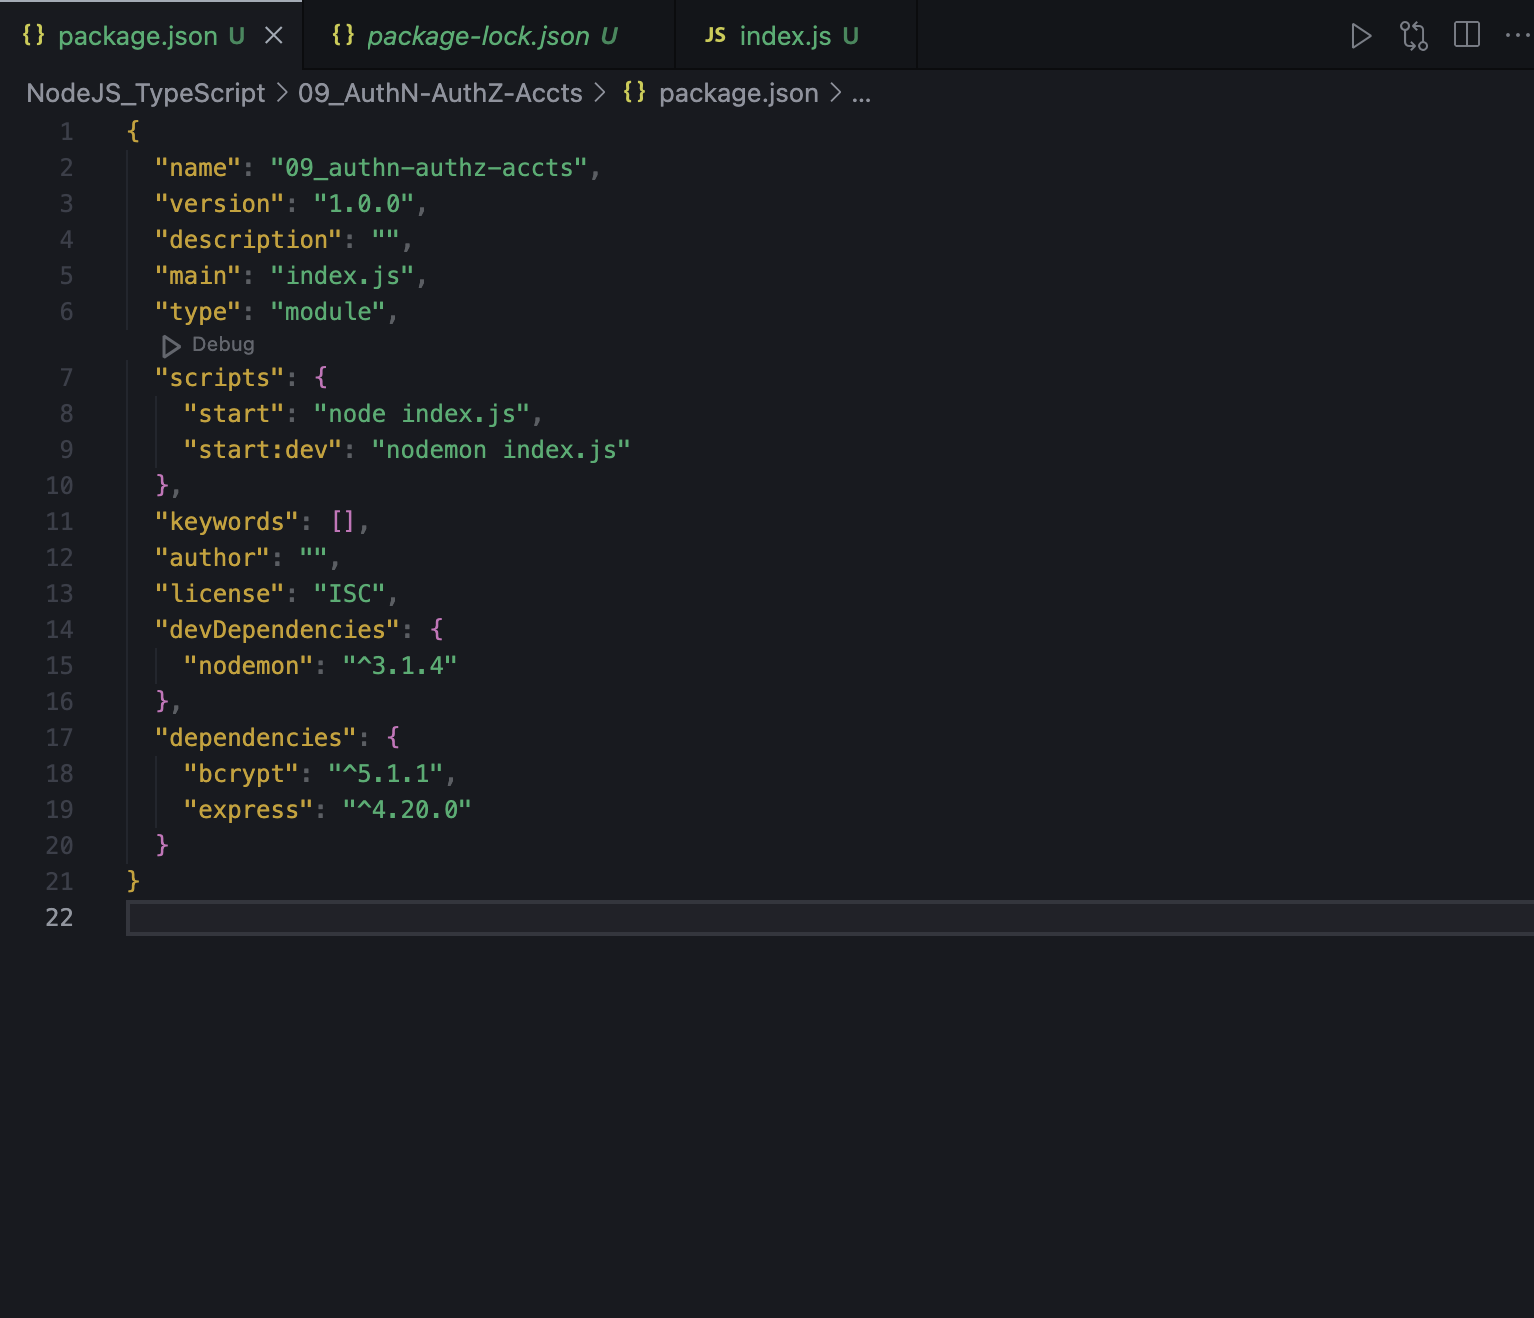 {} package.json U × {} package-lock.json U JS index.js U ...
NodeJS_TypeScript > 09_AuthN-AuthZ-Accts > {} package.json > ...
1 {
2 "name": "09_authn-authz-accts",
3 "version": "1.0.0",
4 "description": "",
5 "main": "index.js",
6 "type": "module",
Debug
7 "scripts": {
8 "start": "node index.js",
9 "start:dev": "nodemon index.js"
10 },
11 "keywords": [],
12 "author": "",
13 "license": "ISC",
14 "devDependencies": {
15 "nodemon": "^3.1.4"
16 },
17 "dependencies": {
18 "bcrypt": "^5.1.1",
19 "express": "^4.20.0"
20 }
21 }
22